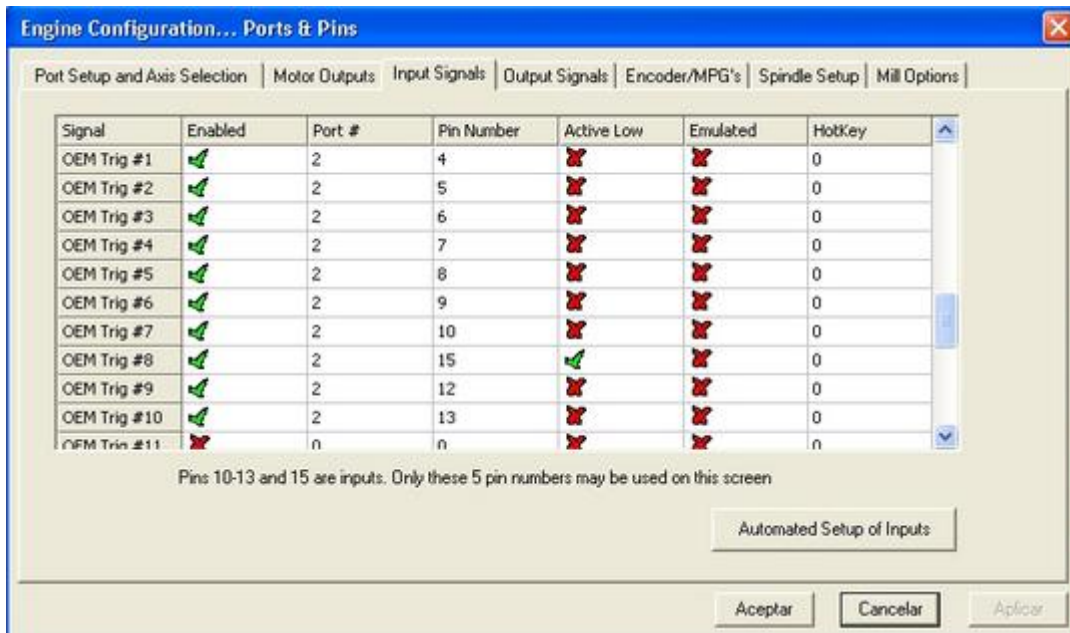 Engine Configuration... Ports & Pins
Port Setup and Axis Selection Motor Outputs Input Signals Output Signals Encoder/MPG's Spindle Setup Mill Options
Signal Enabled Port # Pin Number Active Low Emulated HotKey
OEM Trig #1 2 4 0
OEM Trig #2 2 5 0
OEM Trig #3 2 6 0
OEM Trig #4 2 7 0
OEM Trig #5 2 8 0
OEM Trig #6 2 9 0
OEM Trig #7 2 10 0
OEM Trig #8 2 15 0
OEM Trig #9 2 12 0
OEM Trig #10 2 13 0
OEM Trig #11 0 0 0
Pins 10-13 and 15 are inputs. Only these 5 pin numbers may be used on this screen
Automated Setup of Inputs
Aceptar Cancelar Aplicar